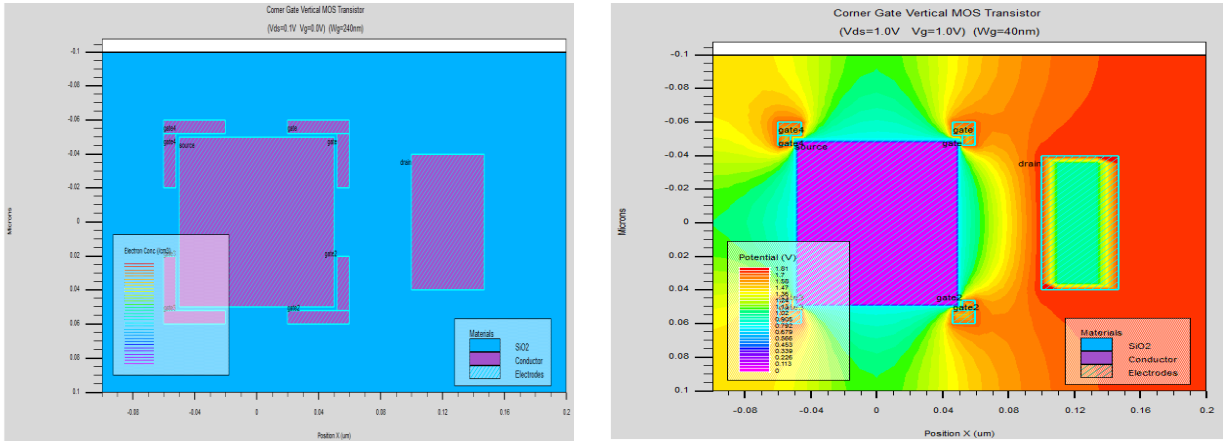 Corner Gate Vertical MOS Transistor
(Vds=0.1V Vg=0.0V) (Wg=240nm)
-0.1
-0.08
-0.06
-0.04
-0.02
0
0.02
0.04
0.06
0.08
0.1
Microns
gate4
gate
gate4
source
gate
drain
gate2
gate2
Electron Conc (/cm3)
Materials
SiO2
Conductor
Electrodes
-0.08
-0.04
0
0.04
0.08
0.12
0.16
0.2
Position X (um)
Corner Gate Vertical MOS Transistor
(Vds=1.0V Vg=1.0V) (Wg=40nm)
-0.1
-0.08
-0.06
-0.04
-0.02
0
0.02
0.04
0.06
0.08
0.1
Microns
gate4
gate
gate4
source
gate
drain
gate2
gate2
Potential (V)
1.81
1.7
1.58
1.47
1.36
1.24
1.13
1.02
0.905
0.792
0.679
0.566
0.453
0.339
0.226
0.113
0
Materials
SiO2
Conductor
Electrodes
-0.08
-0.04
0
0.04
0.08
0.12
0.16
0.2
Position X (um)